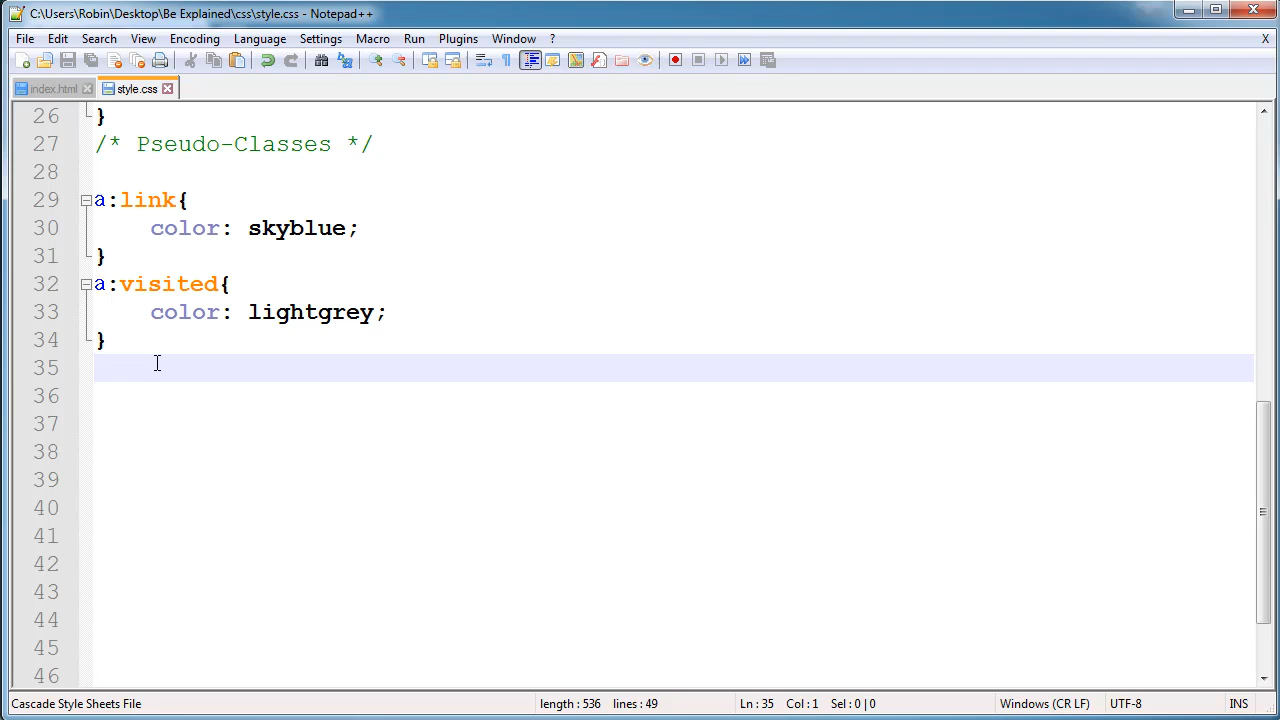 C:\Users\Robin\Desktop\Be Explained\css\style.css - Notepad++
File Edit Search View Encoding Language Settings Macro Run Plugins Window ? X
index.html style.css
26 }
27 /* Pseudo-Classes */
28
29 a:link{
30 color: skyblue;
31 }
32 a:visited{
33 color: lightgrey;
34 }
35
36
37
38
39
40
41
42
43
44
45
46
Cascade Style Sheets File length : 536 lines : 49 Ln : 35 Col : 1 Sel : 0 | 0 Windows (CR LF) UTF-8 INS